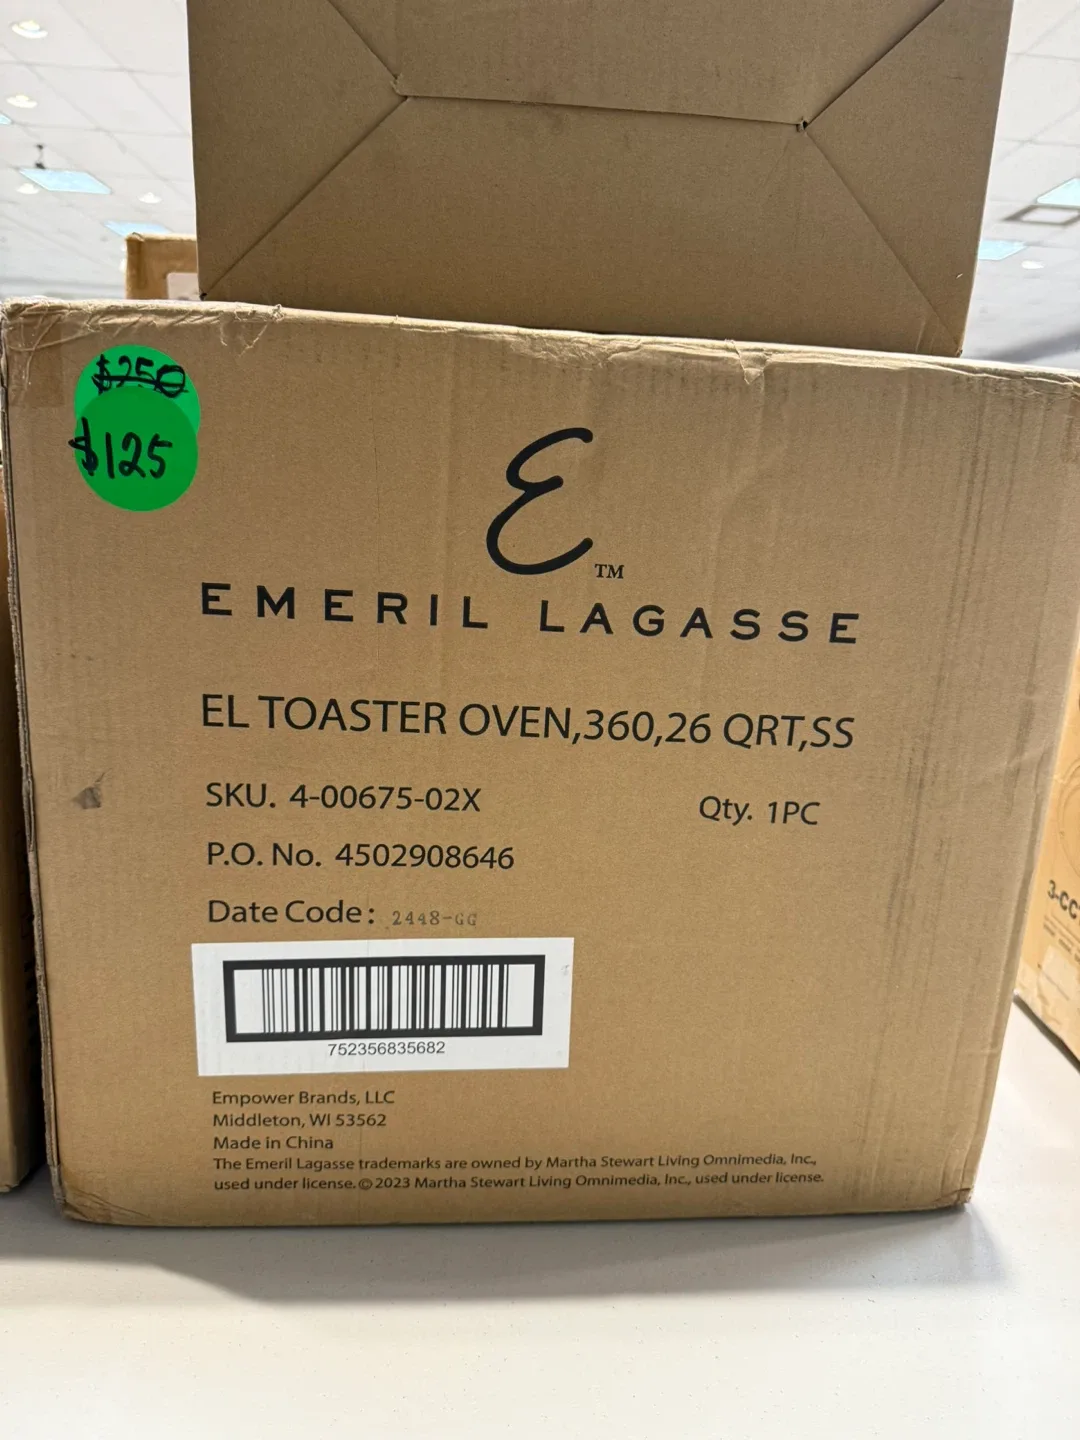 $250
$125
E™
EMERIL LAGASSE
EL TOASTER OVEN,360,26 QRT,SS
SKU. 4-00675-02X
Qty. 1PC
P.O. No. 4502908646
Date Code: 2448-GG
752356835682
Empower Brands, LLC
Middleton, WI 53562
Made in China
The Emeril Lagasse trademarks are owned by Martha Stewart Living Omnimedia, Inc.,
used under license. ©2023 Martha Stewart Living Omnimedia, Inc., used under license.